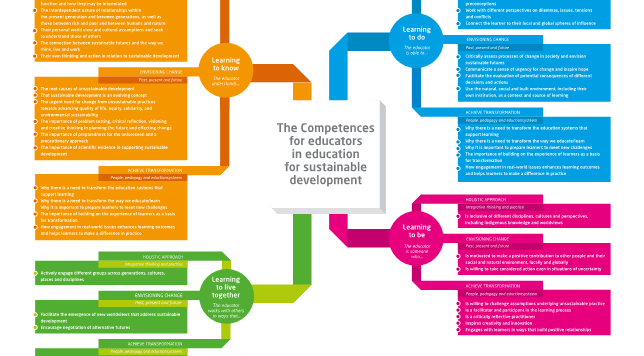 function and how they may be interrelated
The interdependent nature of relationships within
the present generation and between generations, as well as
those between rich and poor and between humans and nature
Their personal world view and cultural assumptions and seek
to understand those of others
The connection between sustainable futures and the way we
think, live and work
Their own thinking and action in relation to sustainable development
ENVISIONING CHANGE
Past, present and future
The root causes of unsustainable development
That sustainable development is an evolving concept
The urgent need for change from unsustainable practices
towards advancing quality of life, equity, solidarity, and
environmental sustainability
The importance of problem setting, critical reflection, visioning
and creative thinking in planning the future and effecting change
The importance of preparedness for the unforeseen and a
precautionary approach
The importance of scientific evidence in supporting sustainable
development
ACHIEVE TRANSFORMATION
People, pedagogy and education systems
Why there is a need to transform the education systems that
support learning
Why there is a need to transform the way we educate/learn
Why it is important to prepare learners to meet new challenges
The importance of building on the experience of learners as a basis
for transformation
How engagement in real-world issues enhances learning outcomes
and helps learners to make a difference in practice
Learning
to know
The educator
understands...
HOLISTIC APPROACH
Integrative thinking and practice
Actively engage different groups across generations, cultures,
places and disciplines
ENVISIONING CHANGE
Past, present and future
Facilitate the emergence of new worldviews that address sustainable
development
Encourage negotiation of alternative futures
ACHIEVE TRANSFORMATION
People, pedagogy and education systems
Learning
to live
together
The educator
works with others
in ways that...
The Competences
for educators
in education
for sustainable
development
Learning
to do
The educator
is able to...
preconceptions
Work with different perspectives on dilemmas, issues, tensions
and conflicts
Connect the learner to their local and global spheres of influence
ENVISIONING CHANGE
Past, present and future
Critically assess processes of change in society and envision
sustainable futures
Communicate a sense of urgency for change and inspire hope
Facilitate the evaluation of potential consequences of different
decisions and actions
Use the natural, social and built environment, including their
own institution, as a context and source of learning
ACHIEVE TRANSFORMATION
People, pedagogy and education systems
Why there is a need to transform the education systems that
support learning
Why there is a need to transform the way we educate/learn
Why it is important to prepare learners to meet new challenges
The importance of building on the experience of learners as a basis
for transformation
How engagement in real-world issues enhances learning outcomes
and helps learners to make a difference in practice
Learning
to be
The educator
is someone
who...
HOLISTIC APPROACH
Integrative thinking and practice
Is inclusive of different disciplines, cultures and perspectives,
including indigenous knowledge and worldviews
ENVISIONING CHANGE
Past, present and future
Is motivated to make a positive contribution to other people and their
social and natural environment, locally and globally
Is willing to take considered action even in situations of uncertainty
ACHIEVE TRANSFORMATION
People, pedagogy and education systems
Is willing to challenge assumptions underlying unsustainable practice
Is a facilitator and participant in the learning process
Is a critically reflective practitioner
Inspires creativity and innovation
Engages with learners in ways that build positive relationships